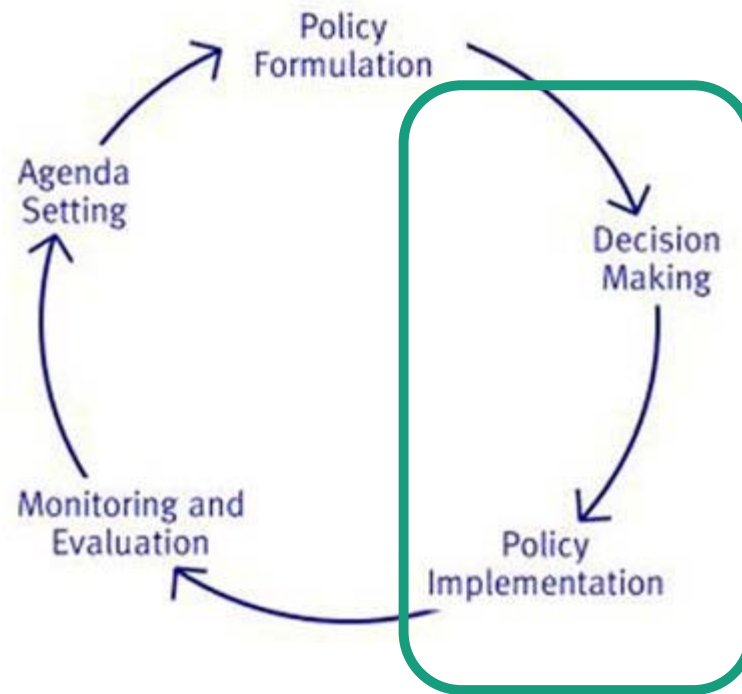 Policy
Formulation
Agenda
Setting
Decision
Making
Monitoring and
Evaluation
Policy
Implementation